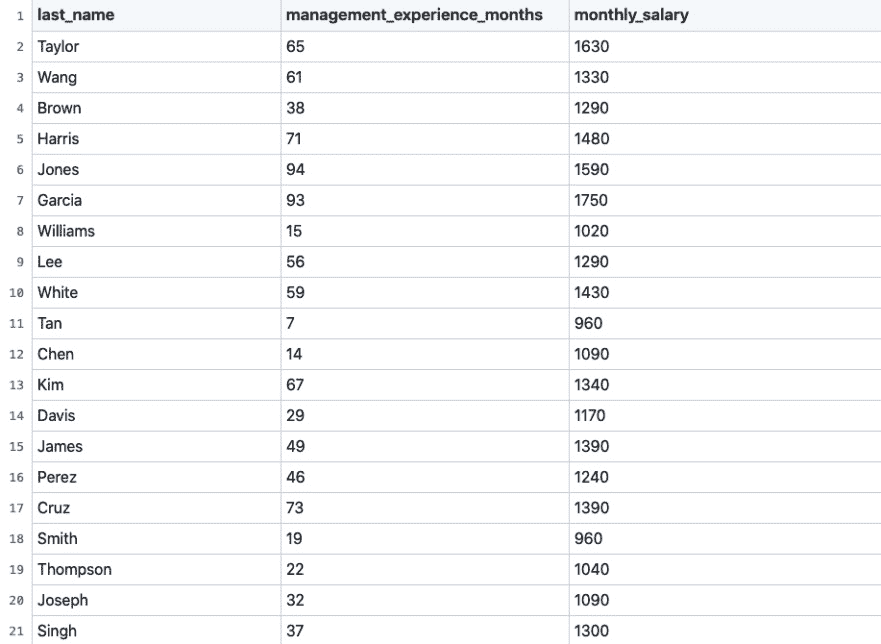 1 last_name management_experience_months monthly_salary
2 Taylor 65 1630
3 Wang 61 1330
4 Brown 38 1290
5 Harris 71 1480
6 Jones 94 1590
7 Garcia 93 1750
8 Williams 15 1020
9 Lee 56 1290
10 White 59 1430
11 Tan 7 960
12 Chen 14 1090
13 Kim 67 1340
14 Davis 29 1170
15 James 49 1390
16 Perez 46 1240
17 Cruz 73 1390
18 Smith 19 960
19 Thompson 22 1040
20 Joseph 32 1090
21 Singh 37 1300